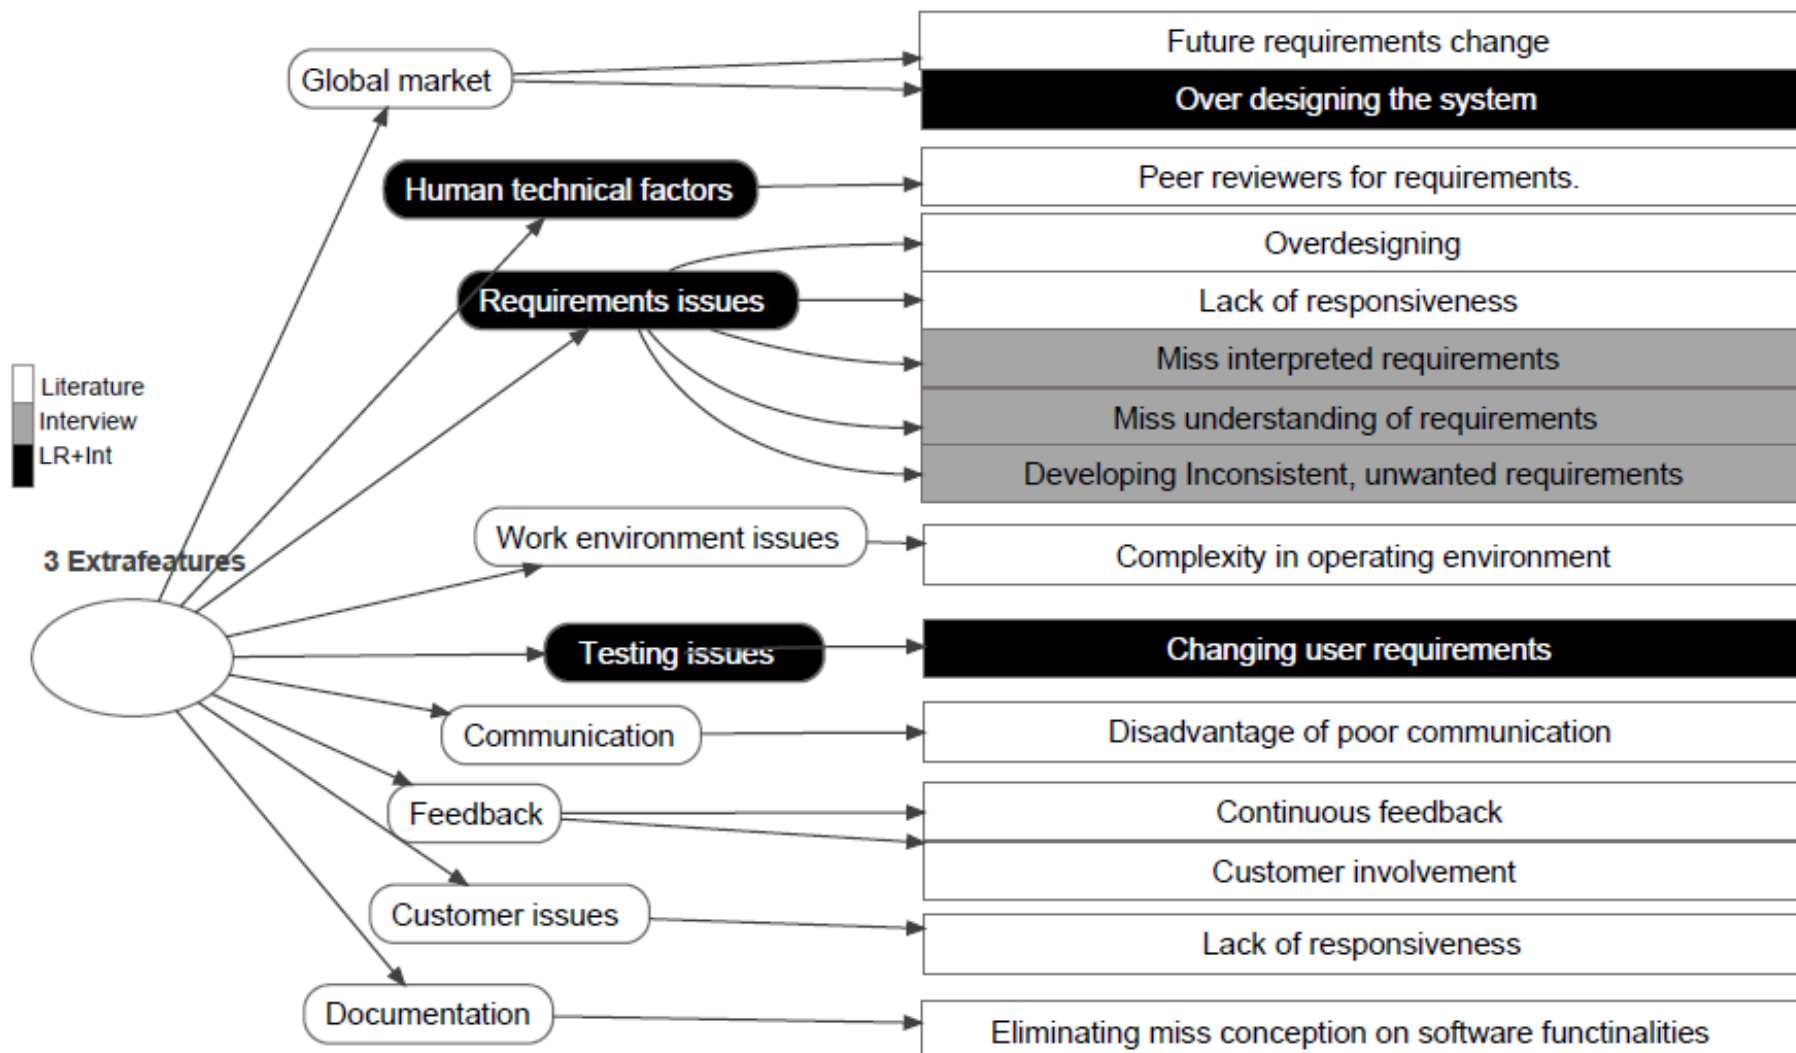 Global market
Future requirements change
Over designing the system
Human technical factors
Peer reviewers for requirements.
Requirements issues
Overdesigning
Lack of responsiveness
Miss interpreted requirements
Miss understanding of requirements
Developing Inconsistent, unwanted requirements
Literature
Interview
LR+Int
3 Extrafeatures
Work environment issues
Complexity in operating environment
Testing issues
Changing user requirements
Communication
Disadvantage of poor communication
Feedback
Continuous feedback
Customer involvement
Customer issues
Lack of responsiveness
Documentation
Eliminating miss conception on software functinalities